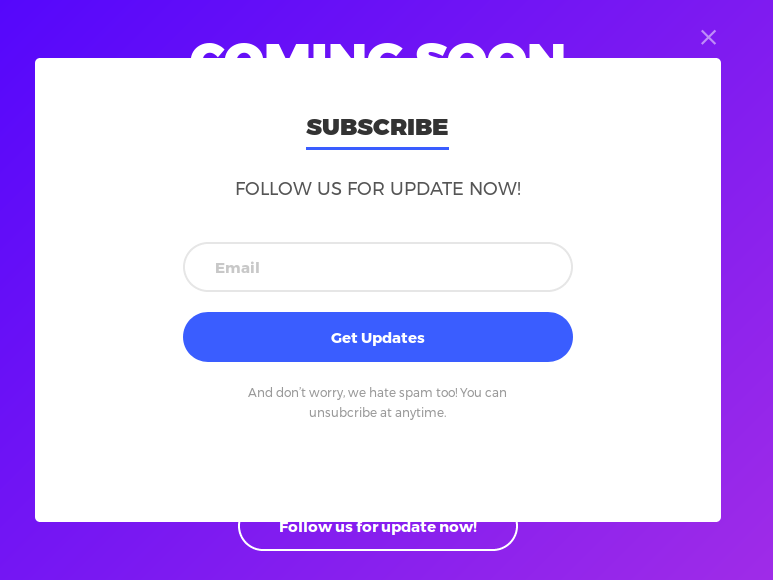 COMING SOON
SUBSCRIBE
FOLLOW US FOR UPDATE NOW!
Email
Get Updates
And don't worry, we hate spam too! You can
unsubcribe at anytime.
Follow us for update now!